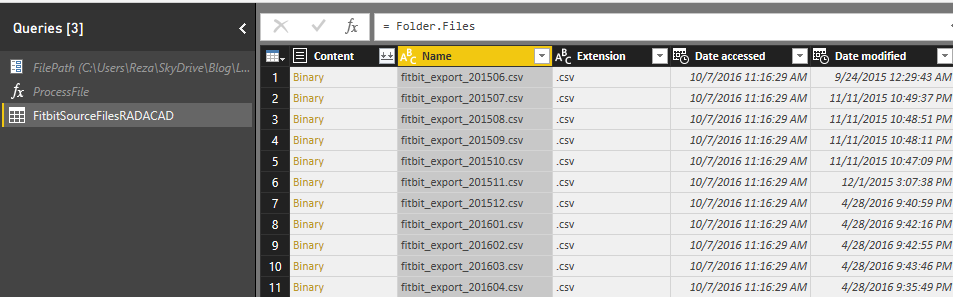 Queries [3]
FilePath (C:\Users\Reza\SkyDrive\Blog\L...
ProcessFile
FitbitSourceFilesRADACAD
fx = Folder.Files
Content ABC Name ABC Extension Date accessed Date modified
1 Binary fitbit_export_201506.csv .csv 10/7/2016 11:16:29 AM 9/24/2015 12:29:43 AM
2 Binary fitbit_export_201507.csv .csv 10/7/2016 11:16:29 AM 11/11/2015 10:49:37 PM
3 Binary fitbit_export_201508.csv .csv 10/7/2016 11:16:29 AM 11/11/2015 10:48:51 PM
4 Binary fitbit_export_201509.csv .csv 10/7/2016 11:16:29 AM 11/11/2015 10:48:11 PM
5 Binary fitbit_export_201510.csv .csv 10/7/2016 11:16:29 AM 11/11/2015 10:47:09 PM
6 Binary fitbit_export_201511.csv .csv 10/7/2016 11:16:29 AM 12/1/2015 3:07:38 PM
7 Binary fitbit_export_201512.csv .csv 10/7/2016 11:16:29 AM 4/28/2016 9:40:59 PM
8 Binary fitbit_export_201601.csv .csv 10/7/2016 11:16:29 AM 4/28/2016 9:42:16 PM
9 Binary fitbit_export_201602.csv .csv 10/7/2016 11:16:29 AM 4/28/2016 9:42:55 PM
10 Binary fitbit_export_201603.csv .csv 10/7/2016 11:16:29 AM 4/28/2016 9:43:46 PM
11 Binary fitbit_export_201604.csv .csv 10/7/2016 11:16:29 AM 4/28/2016 9:35:49 PM